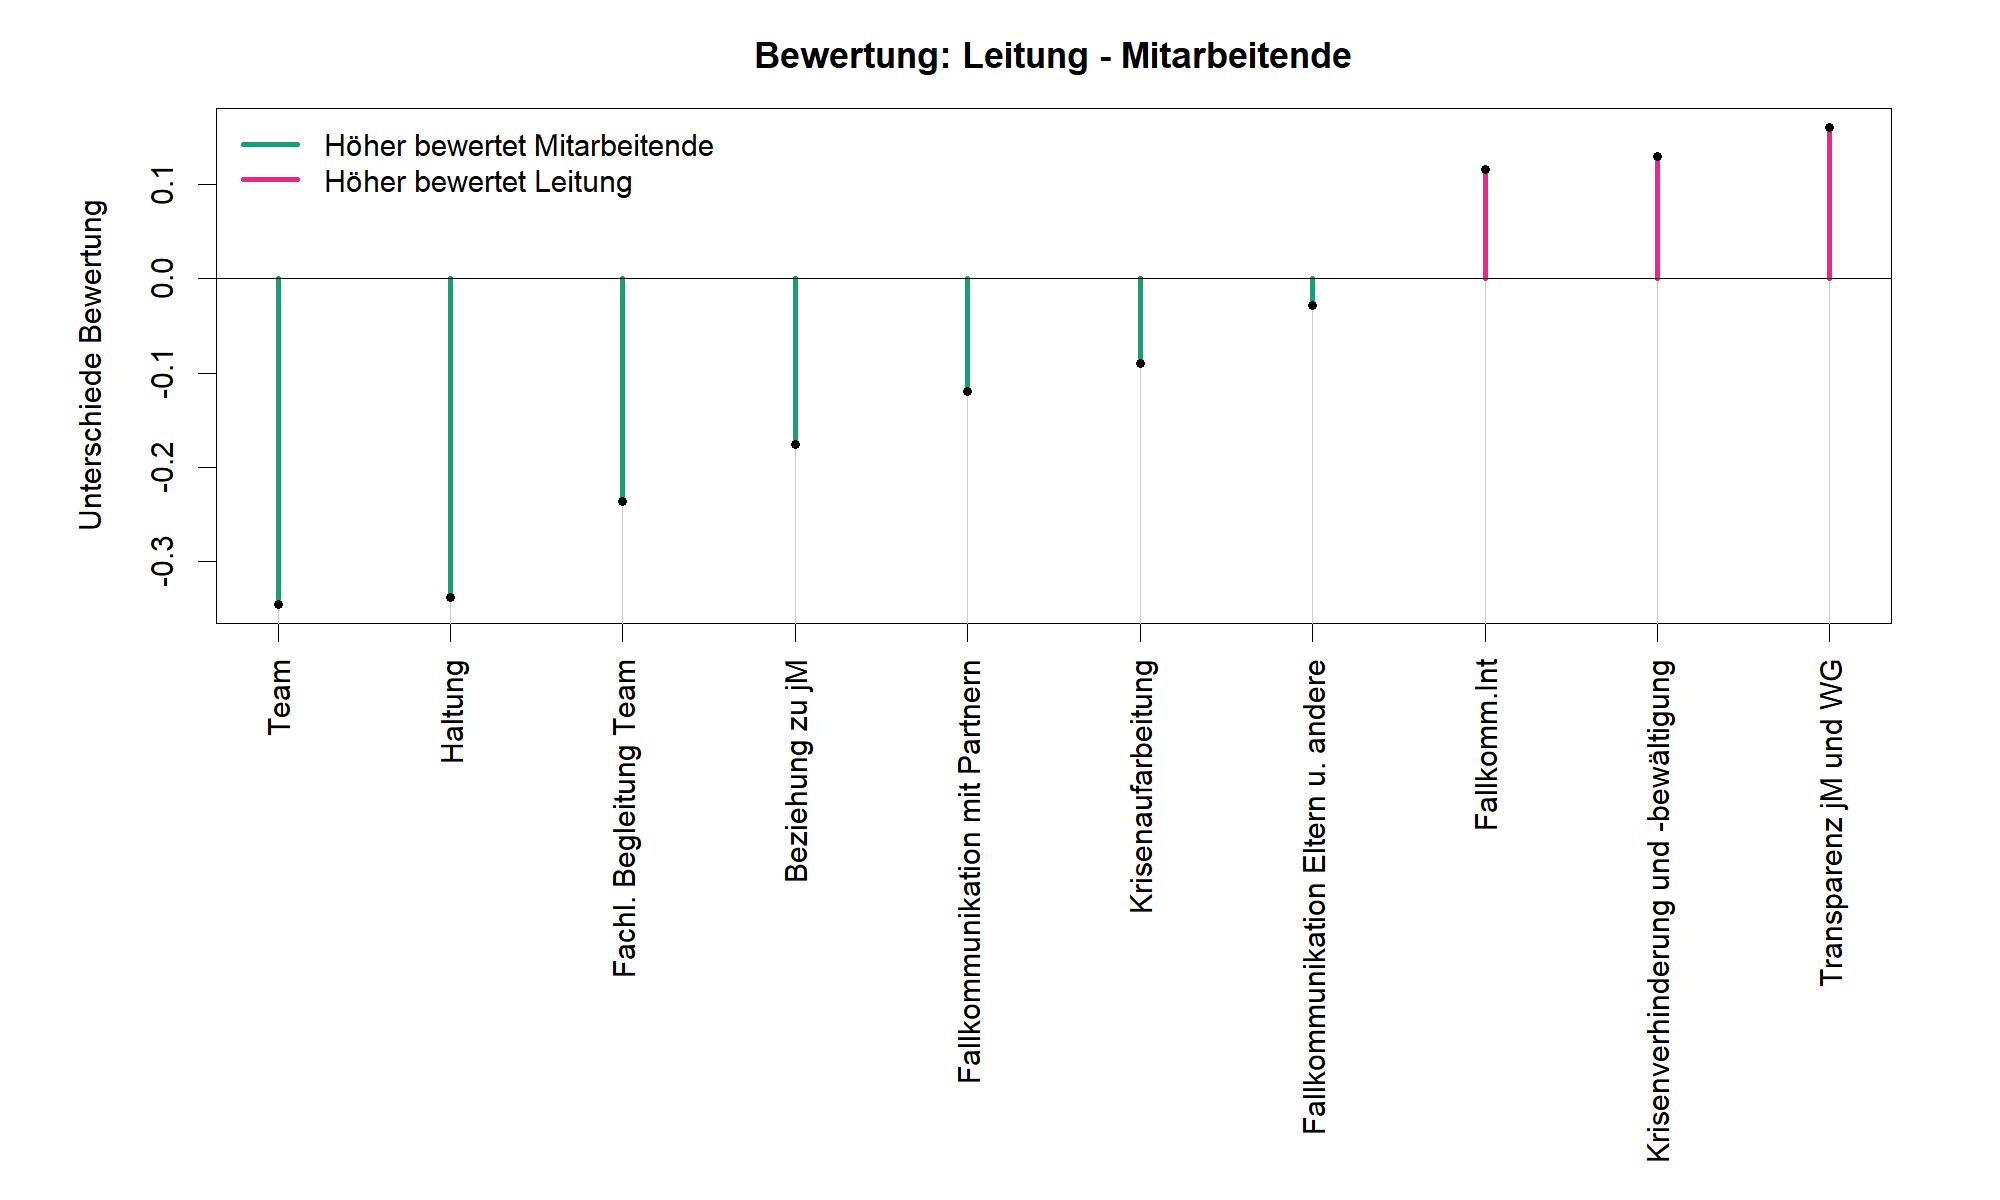 Bewertung: Leitung - Mitarbeitende
Höher bewertet Mitarbeitende
Höher bewertet Leitung
Unterschiede Bewertung
0.1
0.0
-0.1
-0.2
-0.3
Team
Haltung
Fachl. Begleitung Team
Beziehung zu jM
Fallkommunikation mit Partnern
Krisenaufarbeitung
Fallkommunikation Eltern u. andere
Fallkomm.Int
Krisenverhinderung und -bewältigung
Transparenz jM und WG